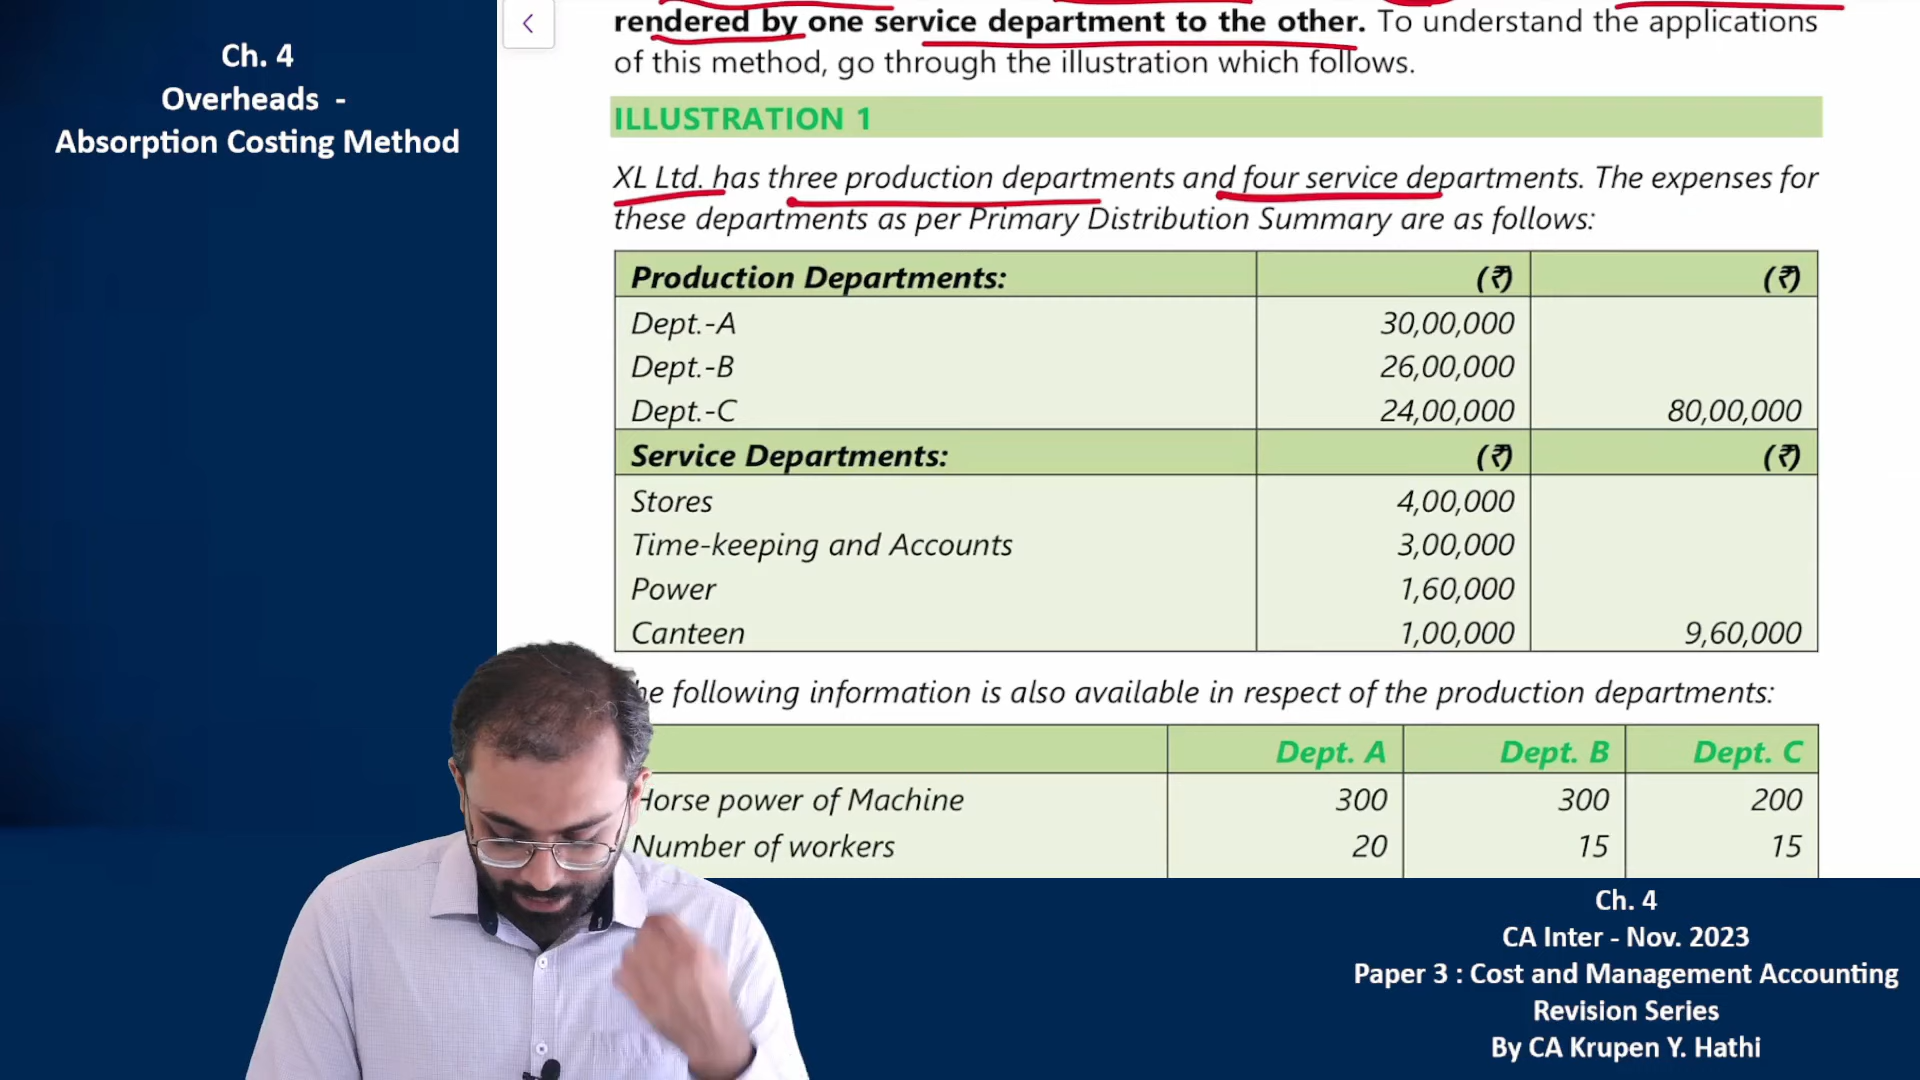 Ch. 4
Overheads -
Absorption Costing Method
rendered by one service department to the other. To understand the applications
of this method, go through the illustration which follows.
ILLUSTRATION 1
XL Ltd. has three production departments and four service departments. The expenses for
these departments as per Primary Distribution Summary are as follows:
Production Departments: (₹) (₹)
Dept.-A 30,00,000
Dept.-B 26,00,000
Dept.-C 24,00,000 80,00,000
Service Departments: (₹) (₹)
Stores 4,00,000
Time-keeping and Accounts 3,00,000
Power 1,60,000
Canteen 1,00,000 9,60,000
he following information is also available in respect of the production departments:
Dept. A Dept. B Dept. C
Horse power of Machine 300 300 200
Number of workers 20 15 15
Ch. 4
CA Inter - Nov. 2023
Paper 3 : Cost and Management Accounting
Revision Series
By CA Krupen Y. Hathi